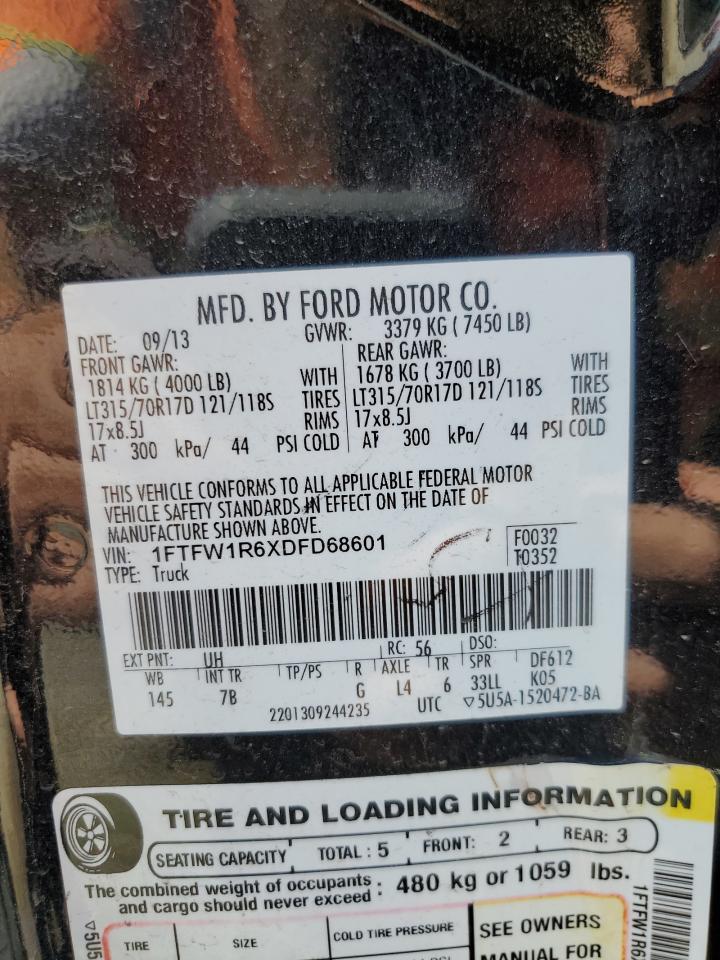 MFD. BY FORD MOTOR CO.
DATE: 09/13 GVWR: 3379 KG ( 7450 LB)
FRONT GAWR: REAR GAWR:
1814 KG ( 4000 LB) WITH 1678 KG ( 3700 LB) WITH
LT315/70R17D 121/118S TIRES LT315/70R17D 121/118S TIRES
17x8.5J RIMS 17x8.5J RIMS
AT 300 kPa/ 44 PSI COLD AT 300 kPa/ 44 PSI COLD
THIS VEHICLE CONFORMS TO ALL APPLICABLE FEDERAL MOTOR
VEHICLE SAFETY STANDARDS IN EFFECT ON THE DATE OF
MANUFACTURE SHOWN ABOVE.
VIN: 1FTFW1R6XDFD68601 F0032
TYPE: Truck T0352
EXT PNT: UH RC: 56 DSO:
WB INT TR TP/PS R AXLE TR SPR DF612
145 7B G L4 6 33LL K05
2201309244235 UTC ▽5U5A-1520472-BA
TIRE AND LOADING INFORMATION
SEATING CAPACITY TOTAL : 5 FRONT: 2 REAR: 3
The combined weight of occupants : 480 kg or 1059 lbs.
and cargo should never exceed
TIRE SIZE COLD TIRE PRESSURE SEE OWNERS
MANUAL FOR
▽5U5
1FTFW1R6